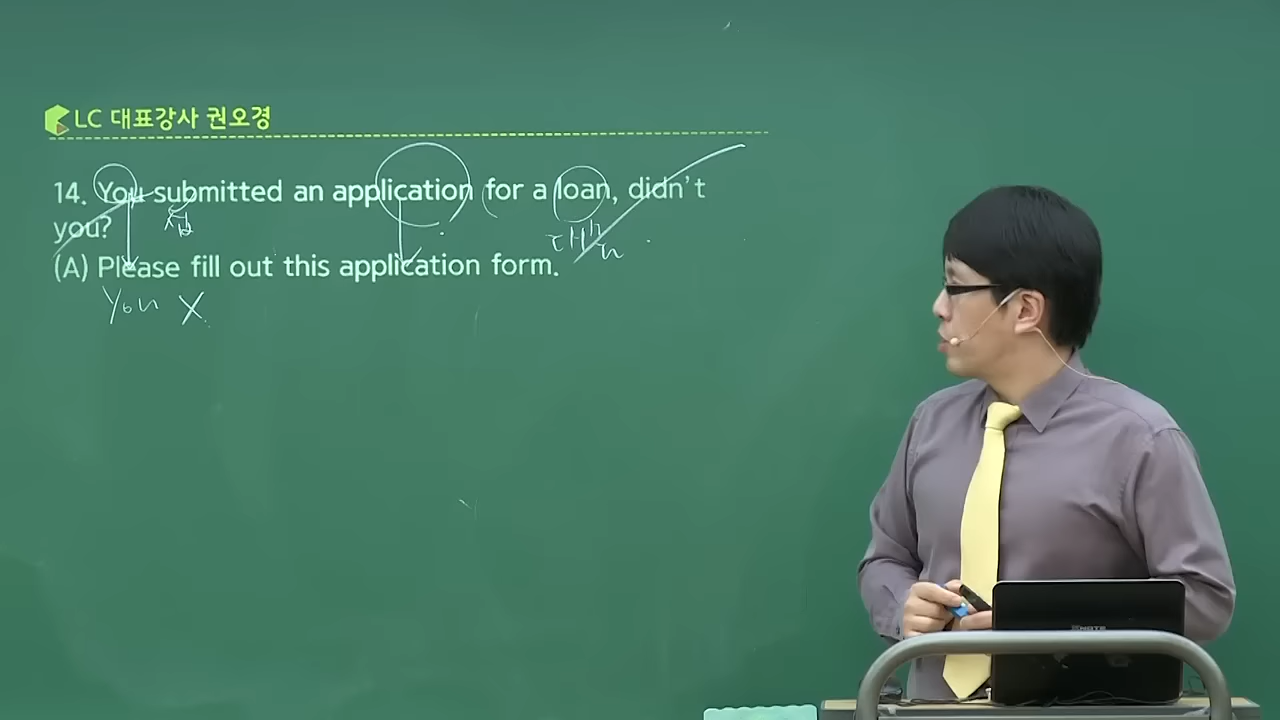 LC 대표강사 권오경
14. You submitted an application for a loan, didn't
you?
(A) Please fill out this application form.
You X